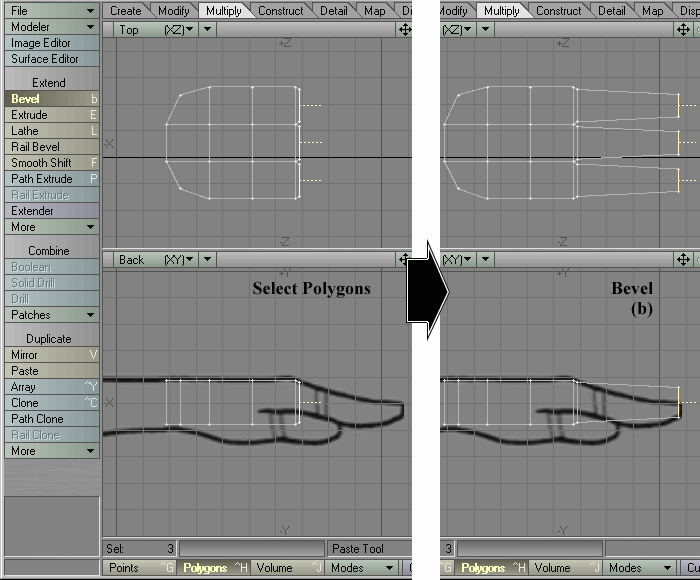 File
Modeler
Image Editor
Surface Editor
Extend
Bevel b
Extrude E
Lathe L
Rail Bevel
Smooth Shift F
Path Extrude P
Rail Extrude
Extender
More
Combine
Boolean
Solid Drill
Drill
Patches
Duplicate
Mirror V
Paste
Array ^Y
Clone ^C
Path Clone
Rail Clone
More
Create Modify Multiply Construct Detail Map Di
Top (XZ)
+Z
-X
-Z
Back (XY)
+Y
Select Polygons
-X
-Y
Sel: 3 Paste Tool
Points ^G Polygons ^H Volume ^J Modes
odify Multiply Construct Detail Map Disp
(XZ)
+Z
-Z
(XY)
+Y
Bevel
(b)
-Y
3
Polygons ^H Volume ^J Modes Cu